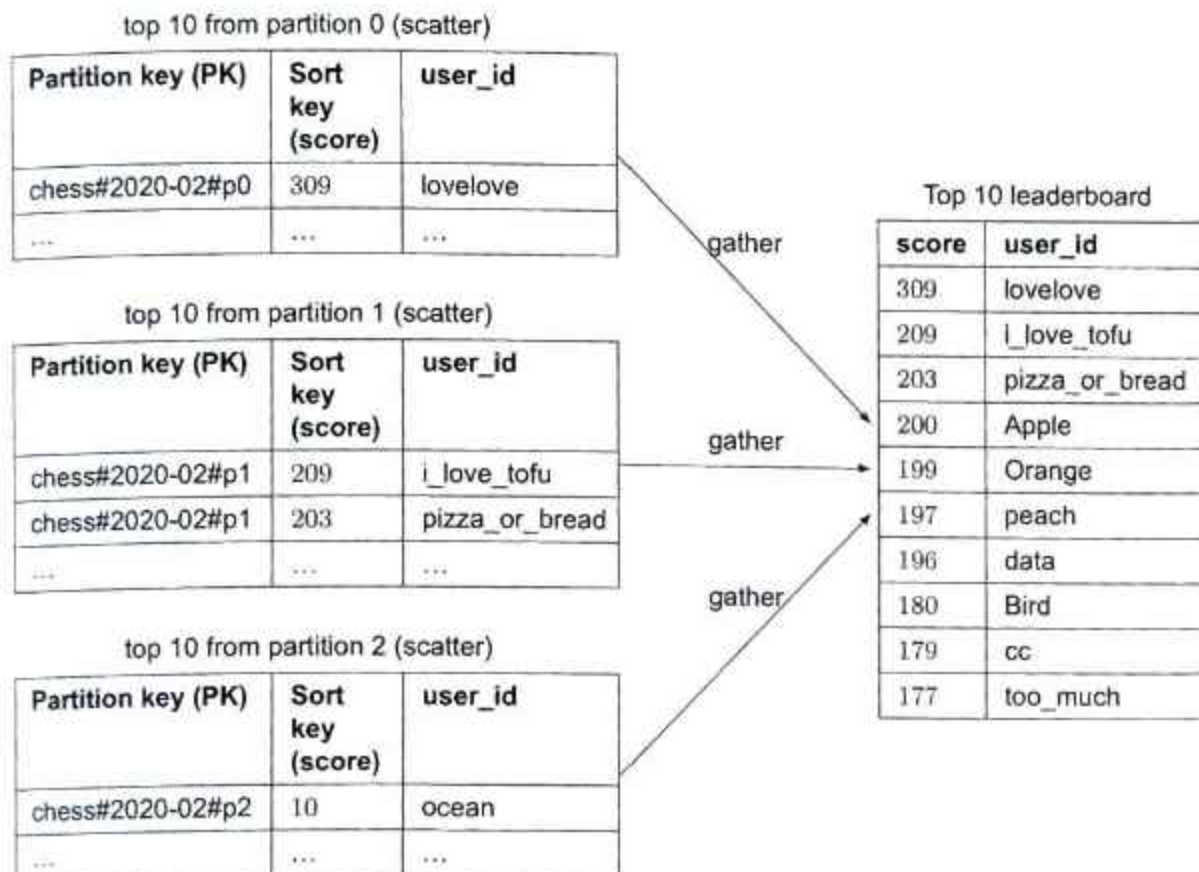 top 10 from partition 0 (scatter)
Partition key (PK) Sort key (score) user_id
chess#2020-02#p0 309 lovelove
... ... ...
gather
top 10 from partition 1 (scatter)
Partition key (PK) Sort key (score) user_id
chess#2020-02#p1 209 i_love_tofu
chess#2020-02#p1 203 pizza_or_bread
... ... ...
gather
top 10 from partition 2 (scatter)
Partition key (PK) Sort key (score) user_id
chess#2020-02#p2 10 ocean
... ... ...
gather
Top 10 leaderboard
score user_id
309 lovelove
209 i_love_tofu
203 pizza_or_bread
200 Apple
199 Orange
197 peach
196 data
180 Bird
179 cc
177 too_much